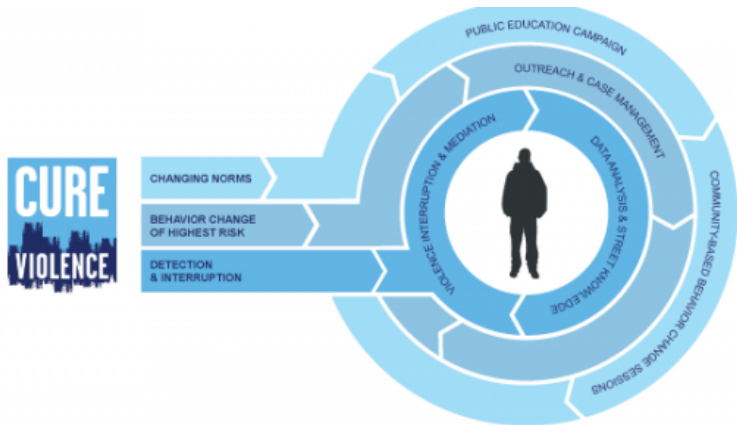 CURE
VIOLENCE
CHANGING NORMS
BEHAVIOR CHANGE
OF HIGHEST RISK
DETECTION
& INTERRUPTION
PUBLIC EDUCATION CAMPAIGN
OUTREACH & CASE MANAGEMENT
VIOLENCE INTERRUPTION & MEDIATION
DATA ANALYSIS & STREET KNOWLEDGE
COMMUNITY-BASED BEHAVIOR CHANGE SESSIONS